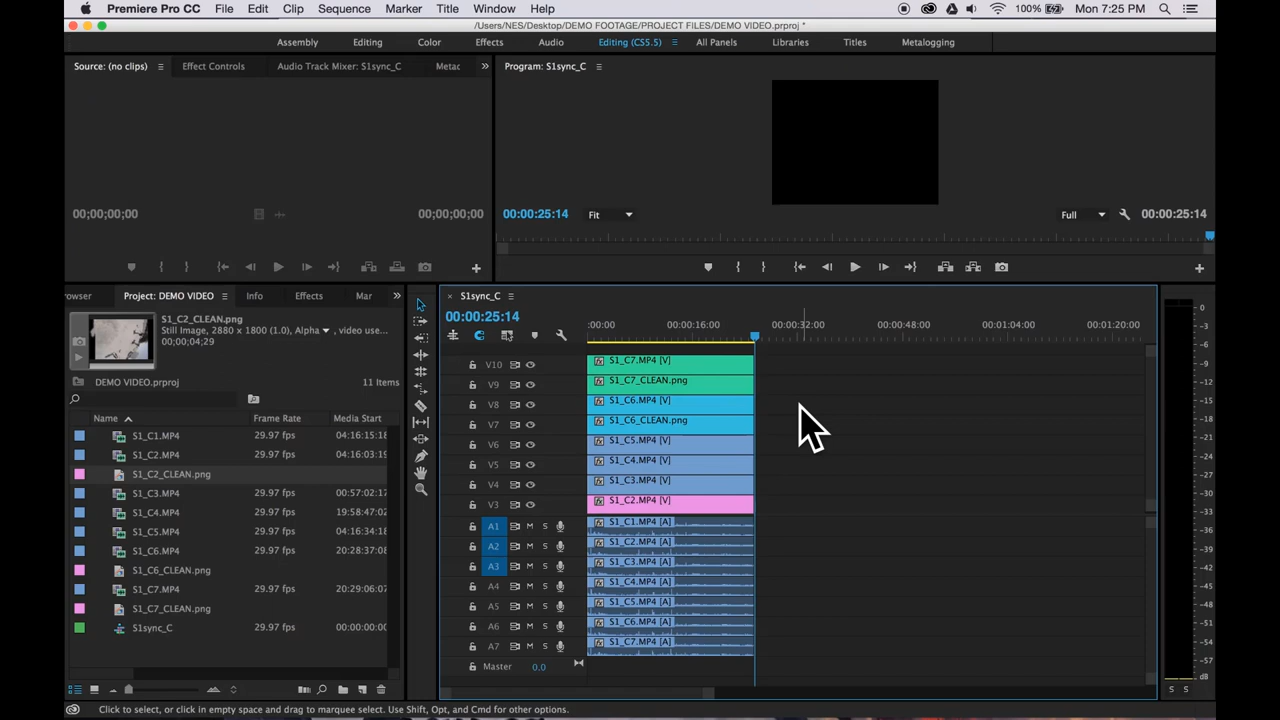 Premiere Pro CC File Edit Clip Sequence Marker Title Window Help 100% Mon 7:25 PM
/Users/NES/Desktop/DEMO FOOTAGE/PROJECT FILES/DEMO VIDEO.prproj *
Assembly Editing Color Effects Audio Editing (CS5.5) All Panels Libraries Titles Metalogging
Source: (no clips) Effect Controls Audio Track Mixer: S1sync_C Metac
Program: S1sync_C
00;00;00;00 00;00;00;00
00:00:25:14 Fit Full 00:00:25:14
rowser Project: DEMO VIDEO Info Effects Mar
S1_C2_CLEAN.png
Still Image, 2880 x 1800 (1.0), Alpha , video use...
00;00;04;29
DEMO VIDEO.prproj 11 Items
Name Frame Rate Media Start
S1_C1.MP4 29.97 fps 04:16:15:18
S1_C2.MP4 29.97 fps 04:16:03:19
S1_C2_CLEAN.png
S1_C3.MP4 29.97 fps 00:57:02:17
S1_C4.MP4 29.97 fps 19:58:47:02
S1_C5.MP4 29.97 fps 04:16:34:18
S1_C6.MP4 29.97 fps 20:28:37:08
S1_C6_CLEAN.png
S1_C7.MP4 29.97 fps 20:29:06:07
S1_C7_CLEAN.png
S1sync_C 29.97 fps 00:00:00:00
S1sync_C
00:00:25:14
:00:00 00:00:16:00 00:00:32:00 00:00:48:00 00:01:04:00 00:01:20:00
V10 S1_C7.MP4 [V]
V9 S1_C7_CLEAN.png
V8 S1_C6.MP4 [V]
V7 S1_C6_CLEAN.png
V6 S1_C5.MP4 [V]
V5 S1_C4.MP4 [V]
V4 S1_C3.MP4 [V]
V3 S1_C2.MP4 [V]
A1 M S S1_C1.MP4 [A]
A2 M S S1_C2.MP4 [A]
A3 M S S1_C3.MP4 [A]
A4 M S S1_C4.MP4 [A]
A5 M S S1_C5.MP4 [A]
A6 M S S1_C6.MP4 [A]
A7 M S S1_C7.MP4 [A]
Master 0.0
0
-3
-6
-9
-12
-15
-18
-21
-24
-27
-30
-33
-36
-39
-42
-45
-48
-51
-54
-57
dB
S S
Click to select, or click in empty space and drag to marquee select. Use Shift, Opt, and Cmd for other options.